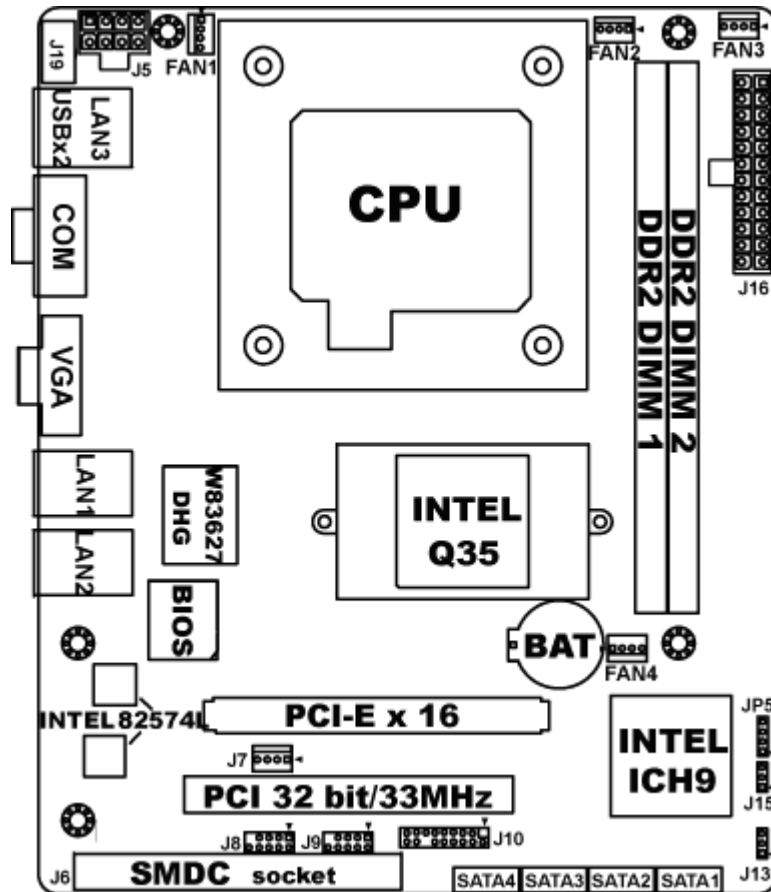 J19
J5
FAN1
FAN2
FAN3
USBx2
LAN3
CPU
COM
DDR2 DIMM 1
DDR2 DIMM 2
J16
VGA
LAN1
W83627
DHG
INTEL
Q35
LAN2
BIOS
BAT
FAN4
INTEL 82574L
PCI-E x 16
INTEL
ICH9
JP5
J7
J15
PCI 32 bit/33MHz
J8
J9
J10
J13
J6
SMDC socket
SATA4
SATA3
SATA2
SATA1